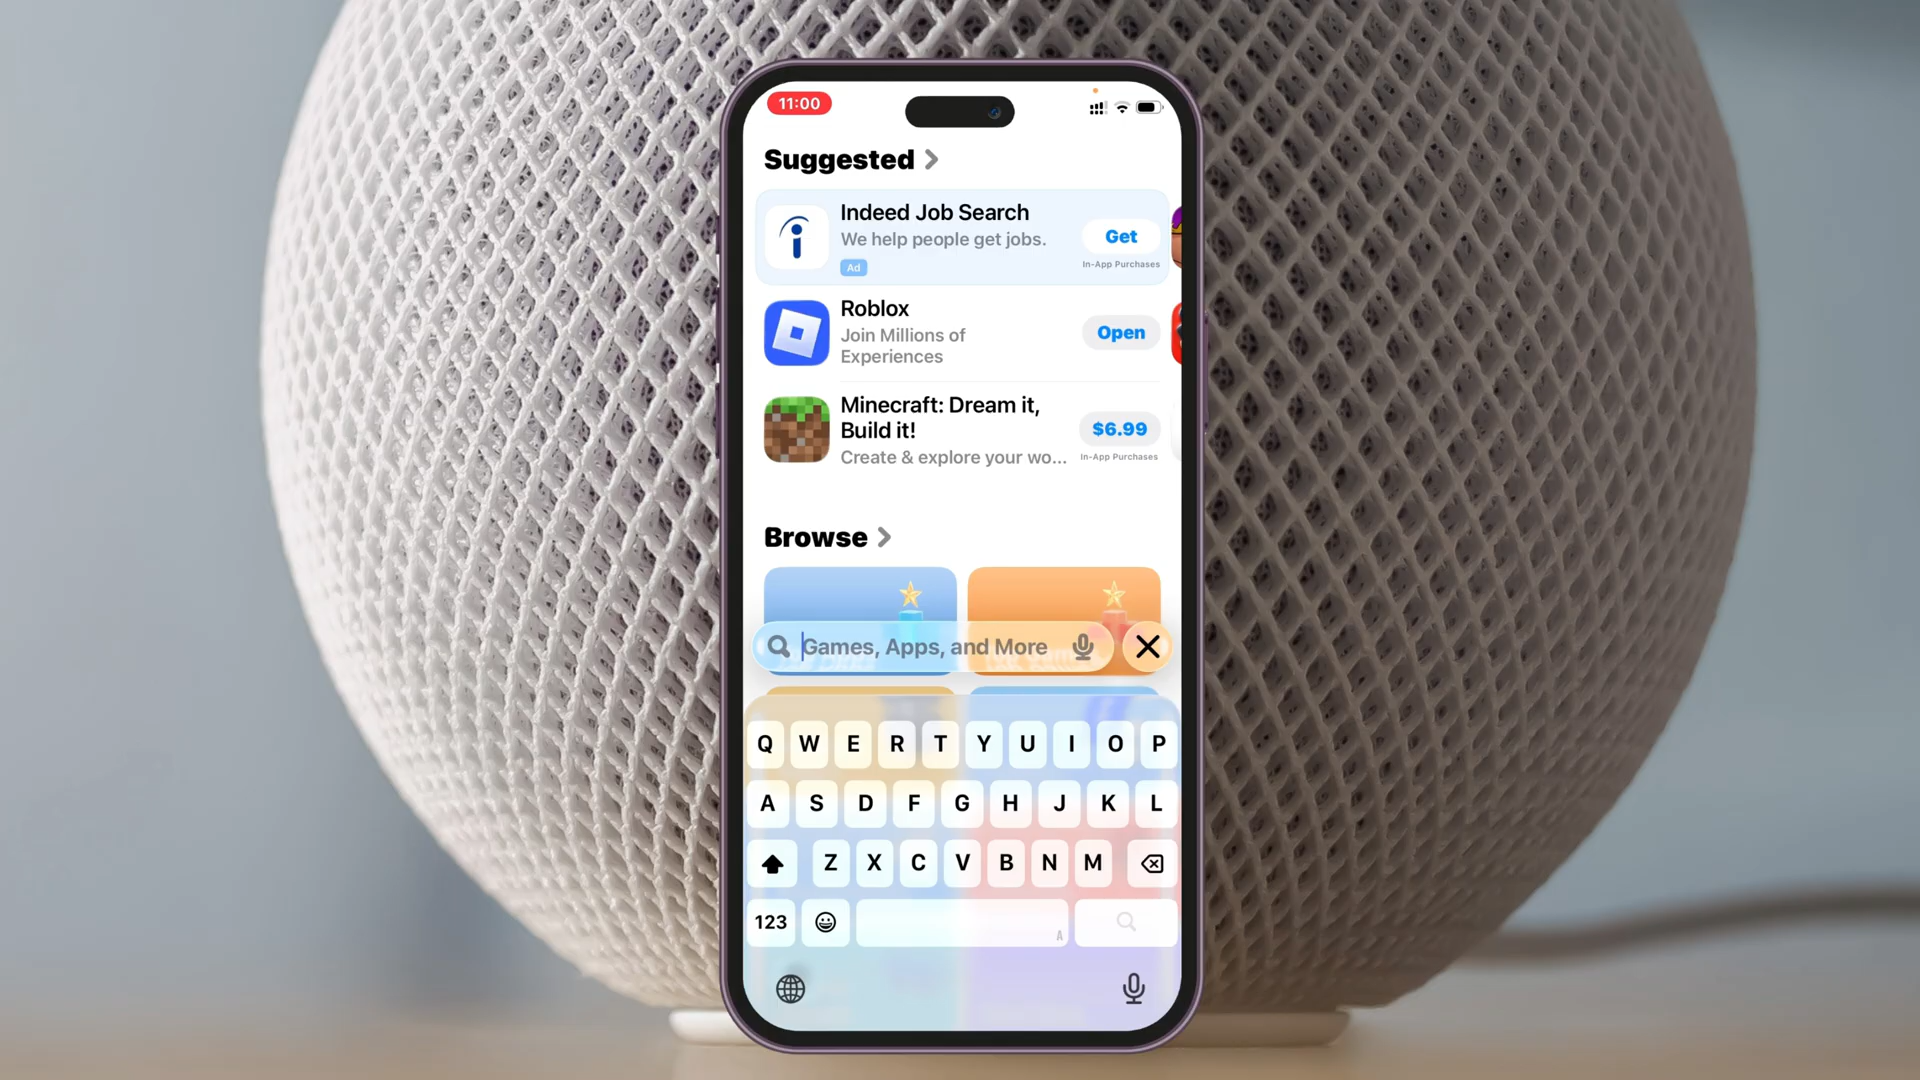 11:00
Suggested
Indeed Job Search
We help people get jobs.
Ad
Get
In-App Purchases
Roblox
Join Millions of
Experiences
Open
Minecraft: Dream it,
Build it!
Create & explore your wo...
$6.99
In-App Purchases
Browse
Games, Apps, and More
Q W E R T Y U I O P
A S D F G H J K L
Z X C V B N M
123
A